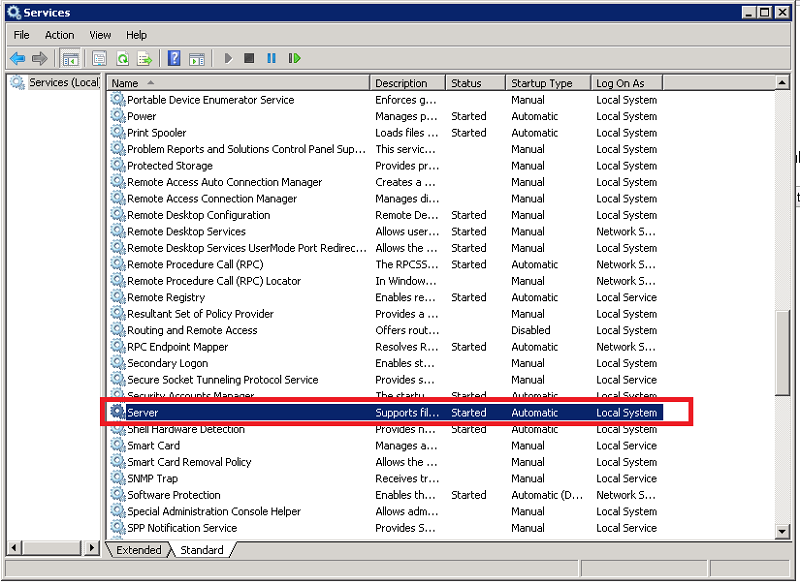 Services
File Action View Help
Services (Local)
Name Description Status Startup Type Log On As
Portable Device Enumerator Service Enforces g... Manual Local System
Power Manages p... Started Automatic Local System
Print Spooler Loads files ... Started Automatic Local System
Problem Reports and Solutions Control Panel Sup... This servic... Manual Local System
Protected Storage Provides pr... Manual Local System
Remote Access Auto Connection Manager Creates a ... Manual Local System
Remote Access Connection Manager Manages di... Manual Local System
Remote Desktop Configuration Remote De... Started Manual Local System
Remote Desktop Services Allows user... Started Manual Network S...
Remote Desktop Services UserMode Port Redirec... Allows the ... Started Manual Local System
Remote Procedure Call (RPC) The RPCSS... Started Automatic Network S...
Remote Procedure Call (RPC) Locator In Window... Manual Network S...
Remote Registry Enables re... Started Automatic Local Service
Resultant Set of Policy Provider Provides a ... Manual Local System
Routing and Remote Access Offers rout... Disabled Local System
RPC Endpoint Mapper Resolves R... Started Automatic Network S...
Secondary Logon Enables st... Manual Local System
Secure Socket Tunneling Protocol Service Provides s... Manual Local Service
Security Accounts Manager The startu... Started Automatic Local System
Server Supports fil... Started Automatic Local System
Shell Hardware Detection Provides n... Started Automatic Local System
Smart Card Manages a... Manual Local Service
Smart Card Removal Policy Allows the ... Manual Local System
SNMP Trap Receives tr... Manual Local Service
Software Protection Enables th... Started Automatic (D... Network S...
Special Administration Console Helper Allows adm... Manual Local System
SPP Notification Service Provides S... Manual Local Service
Extended Standard